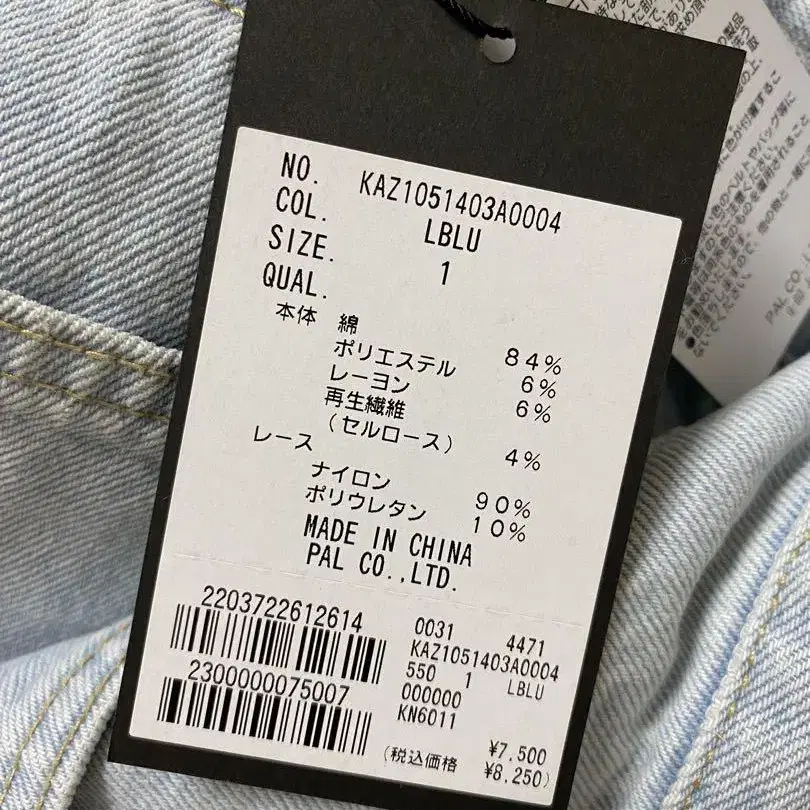 NO. KAZ1051403A0004
COL. LBLU
SIZE. 1
QUAL.
本体 綿 84%
ポリエステル 6%
レーヨン 6%
再生繊維
(セルロース) 4%
レース
ナイロン 90%
ポリウレタン 10%
MADE IN CHINA
PAL CO.,LTD.
2203722612614
2300000075007
0031 4471
KAZ1051403A0004
550 1 LBLU
000000
KN6011
¥7,500
(税込価格 ¥8,250)
PAL CO.